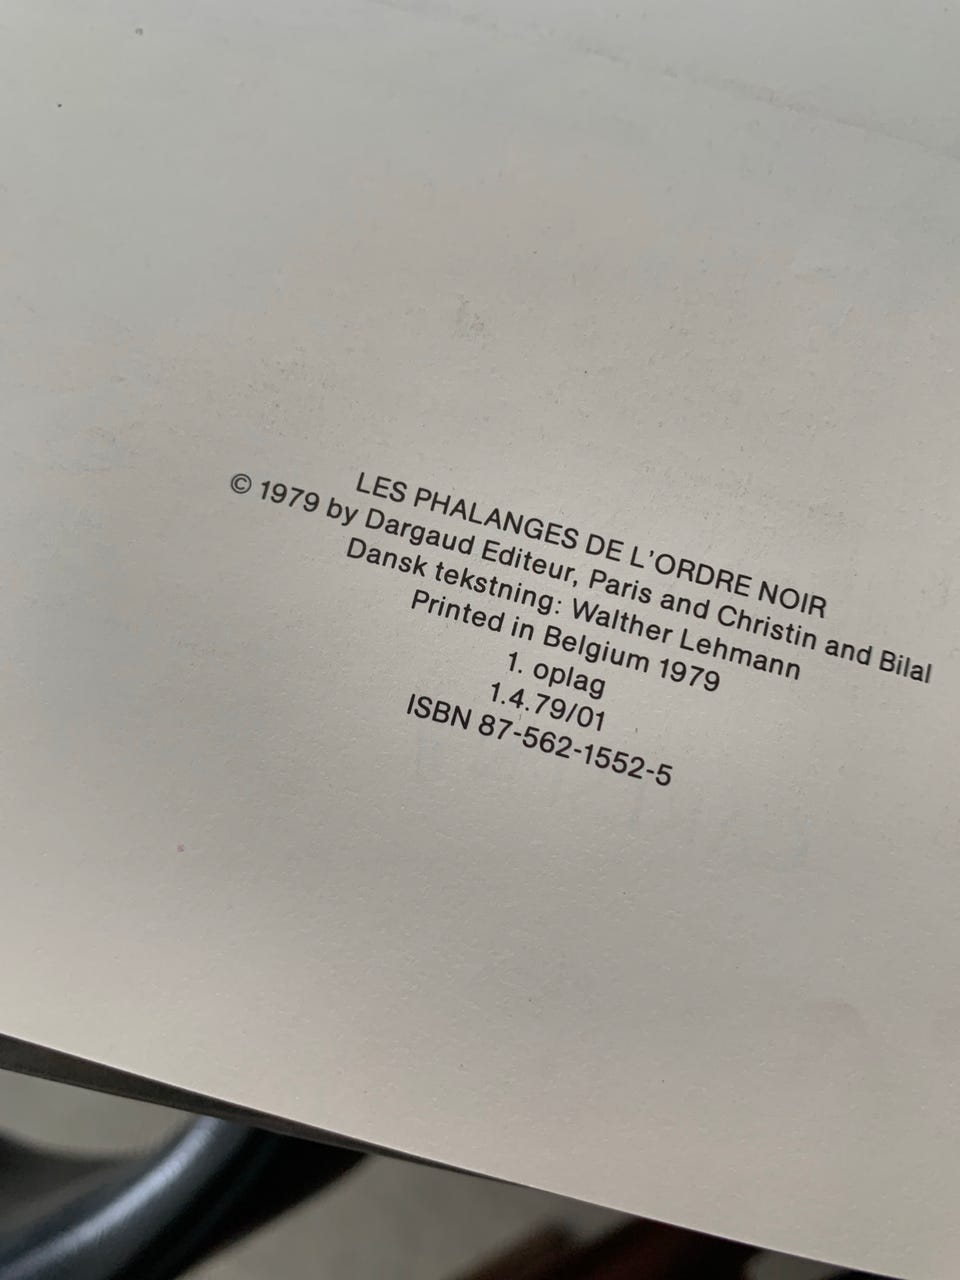 LES PHALANGES DE L'ORDRE NOIR
© 1979 by Dargaud Editeur, Paris and Christin and Bilal
Dansk tekstning: Walther Lehmann
Printed in Belgium 1979
1. oplag
1.4.79/01
ISBN 87-562-1552-5